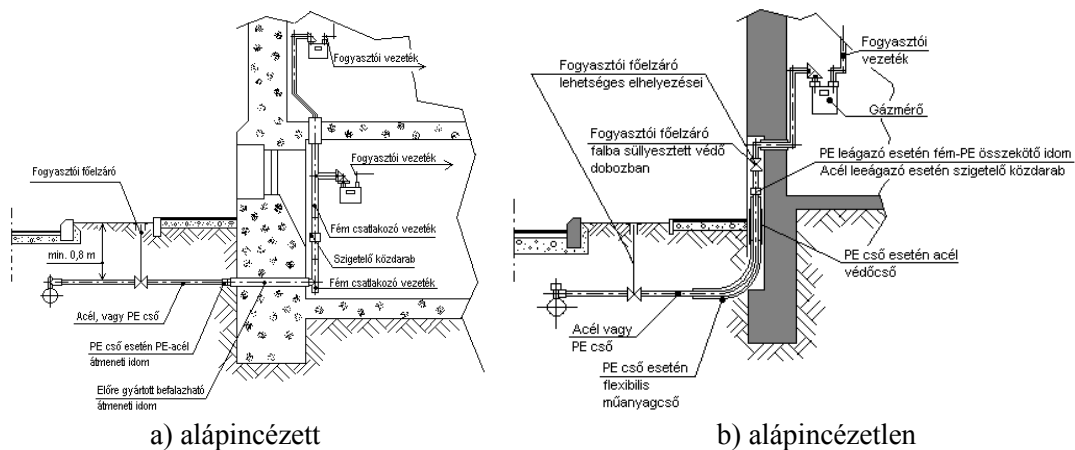 Fogyasztói vezeték
Fogyasztói vezeték
Fogyasztói főelzáró
Fém csatlakozó vezeték
min. 0,8 m
Szigetelő közdarab
Fém csatlakozó vezeték
Acél, vagy PE cső
PE cső esetén PE-acél
átmeneti idom
Előre gyártott befalazható
átmeneti idom
a) alápincézett
Fogyasztói
vezeték
Fogyasztói főelzáró
lehetséges elhelyezései
Gázmérő
Fogyasztói főelzáró
falba süllyesztett védő
dobozban
PE leágazó esetén fém-PE összekötő idom
Acél leeágazó esetén szigetelő közdarab
PE cső esetén acél
védőcső
Acél vagy
PE cső
PE cső esetén
flexibilis
műanyagcső
b) alápincézetlen